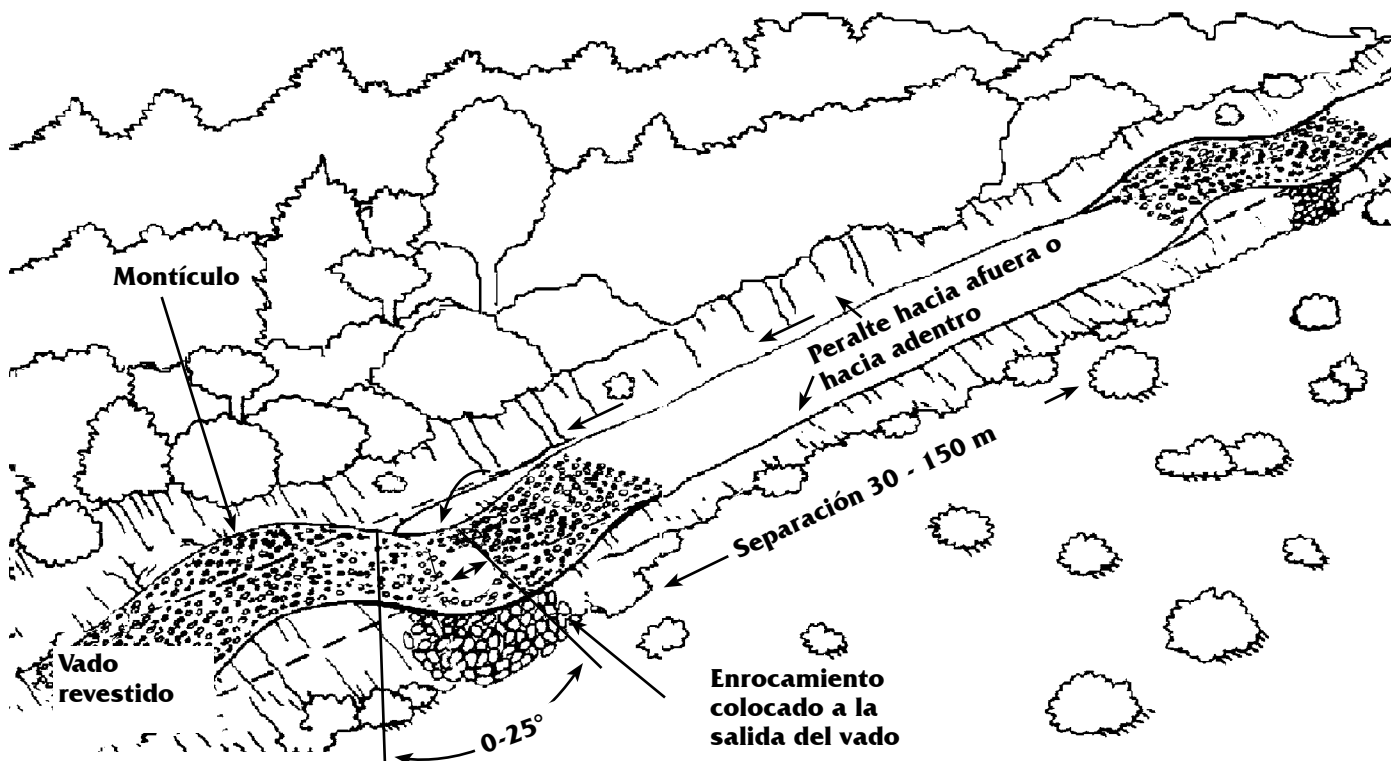 Montículo
Peralte hacia afuera o
hacia adentro
Separación 30 - 150 m
Vado
revestido
0-25°
Enrocamiento
colocado a la
salida del vado